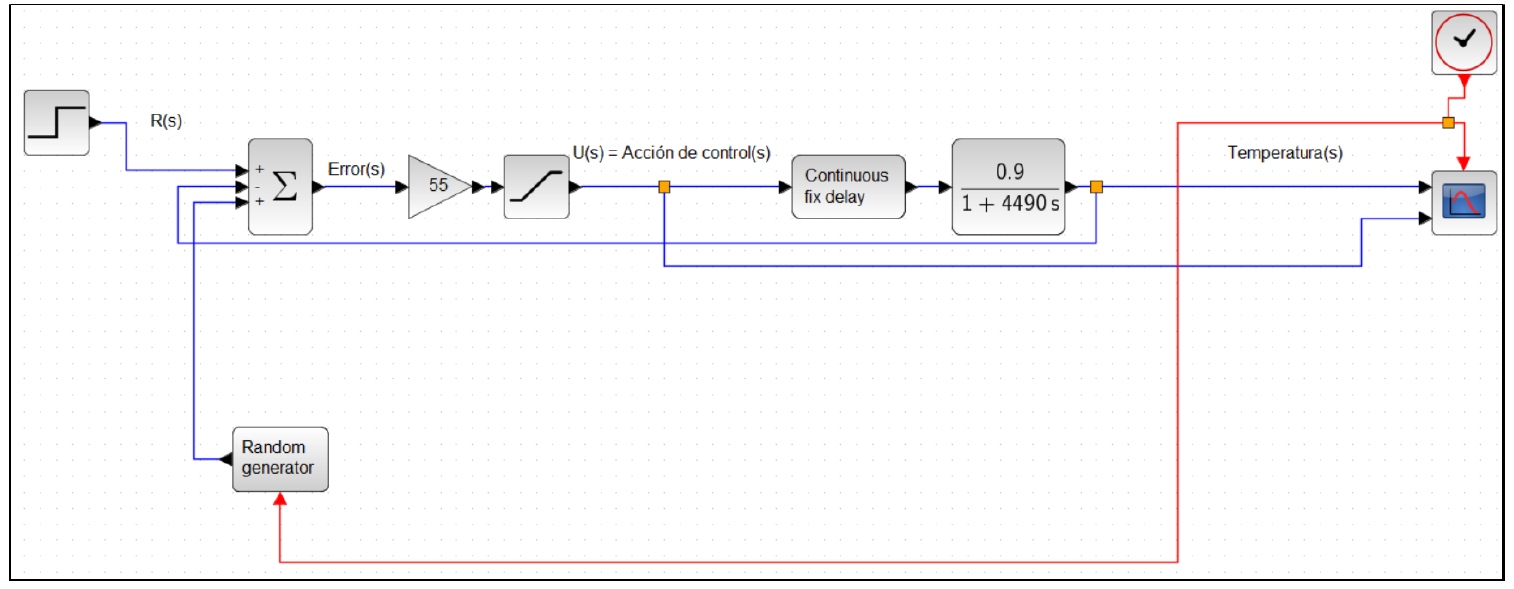 R(s)
+
-
+
Σ
Error(s)
55
U(s) = Acción de control(s)
Continuous
fix delay
0.9
1 + 4490 s
Temperatura(s)
Random
generator